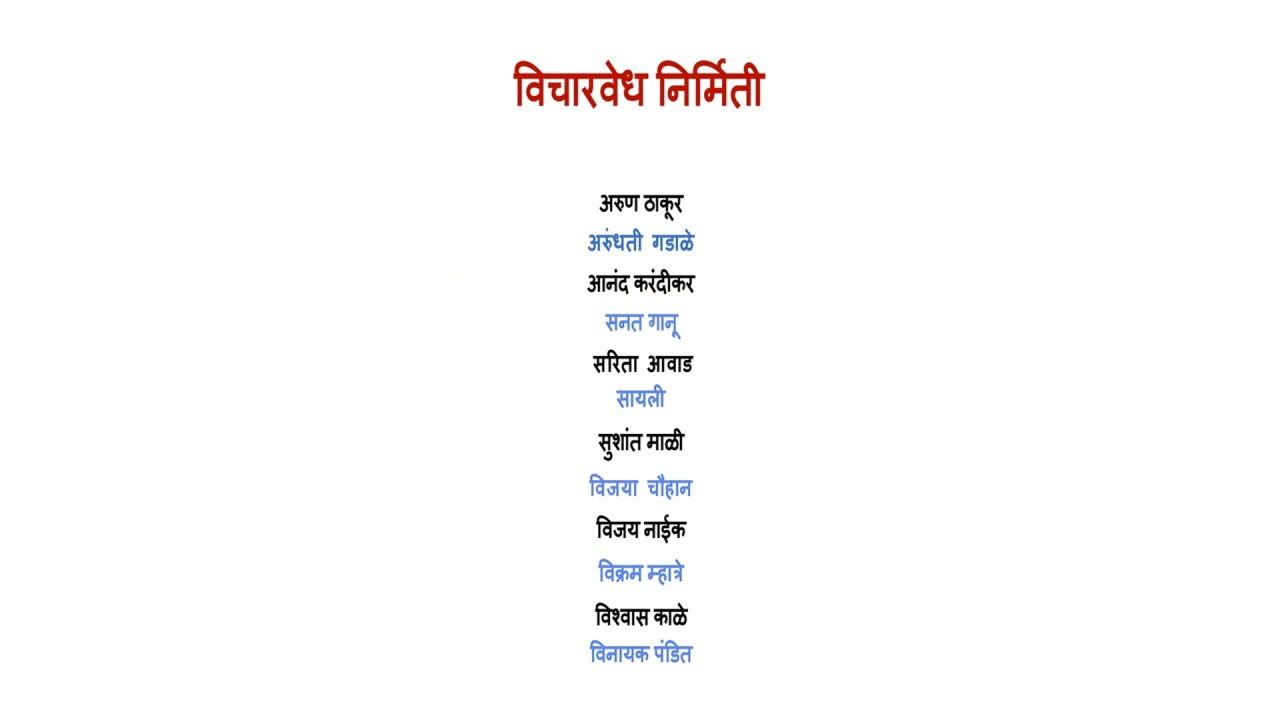 विचारवेध निर्मिती
अरुण ठाकूर
अरुंधती गडाळे
आनंद करंदीकर
सनत गानू
सरिता आवाड
सायली
सुशांत माळी
विजया चौहान
विजय नाईक
विक्रम म्हात्रे
विश्वास काळे
विनायक पंडित